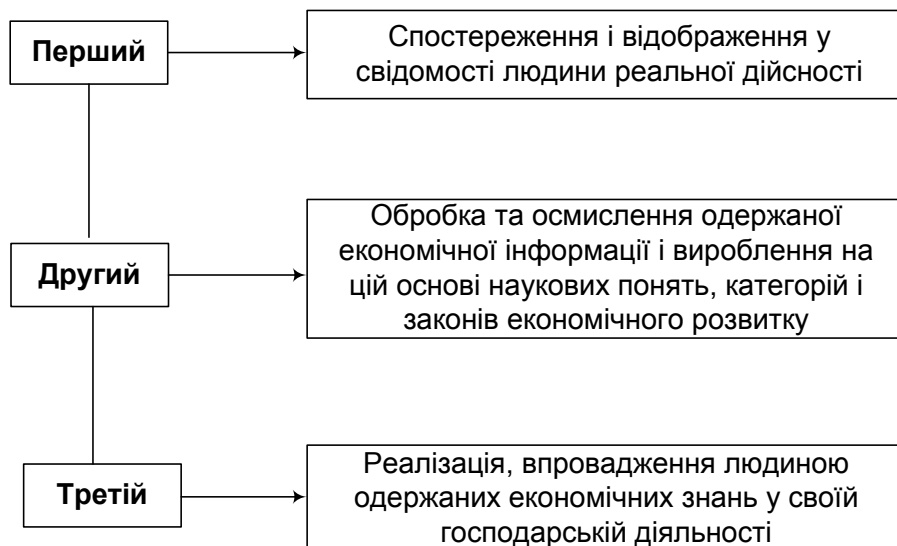 Перший
Спостереження і відображення у
свідомості людини реальної дійсності
Другий
Обробка та осмислення одержаної
економічної інформації і вироблення на
цій основі наукових понять, категорій і
законів економічного розвитку
Третій
Реалізація, впровадження людиною
одержаних економічних знань у своїй
господарській діяльності